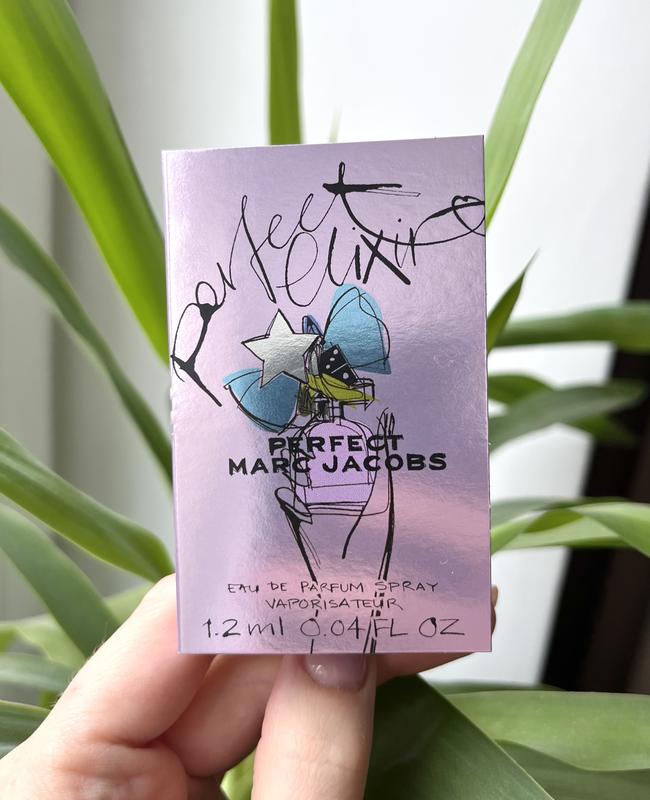 Perfect
elixir
PERFECT
MARC JACOBS
EAU DE PARFUM SPRAY
VAPORISATEUR
1.2 ml 0.04 FL OZ